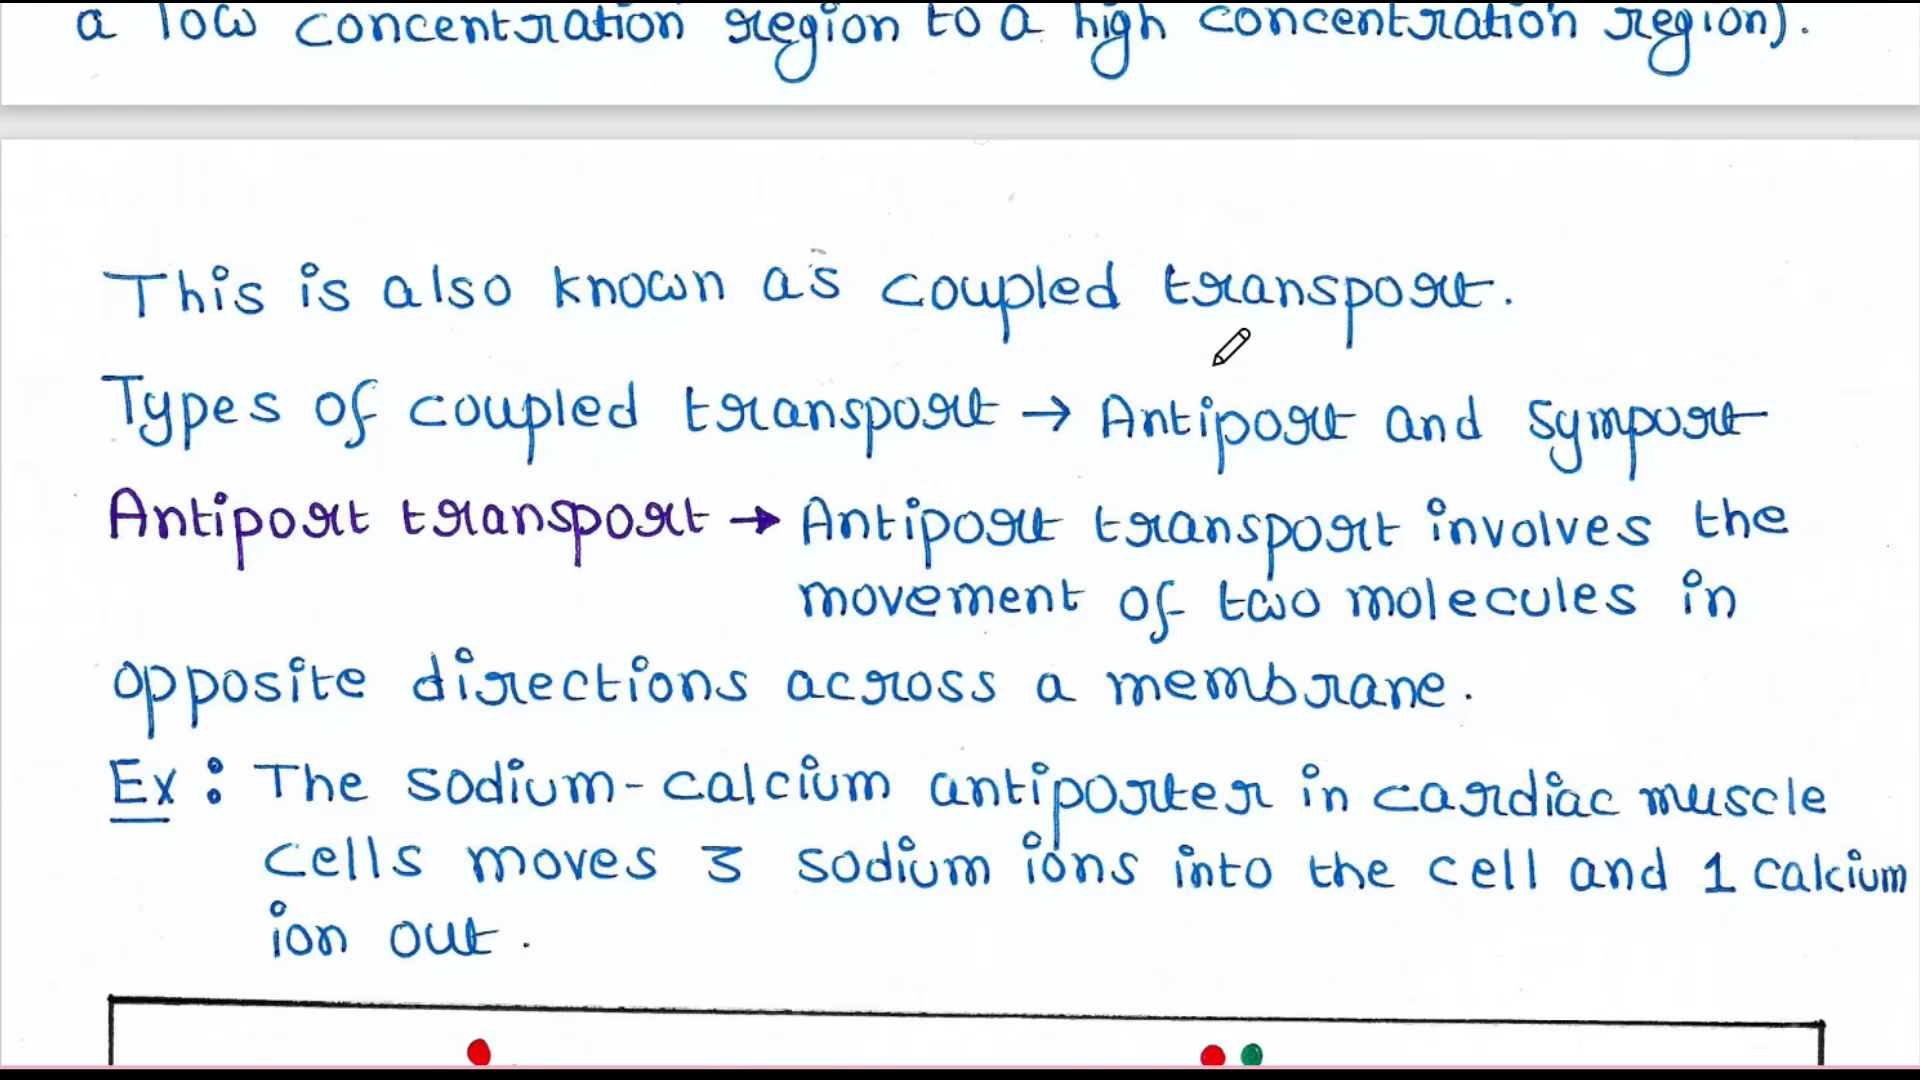 a low concentration region to a high concentration region).
This is also known as coupled transport.
Types of coupled transport → Antiport and Symport
Antiport transport → Antiport transport involves the
movement of two molecules in
opposite directions across a membrane.
Ex: The sodium-calcium antiporter in cardiac muscle
cells moves 3 sodium ions into the cell and 1 calcium
ion out.